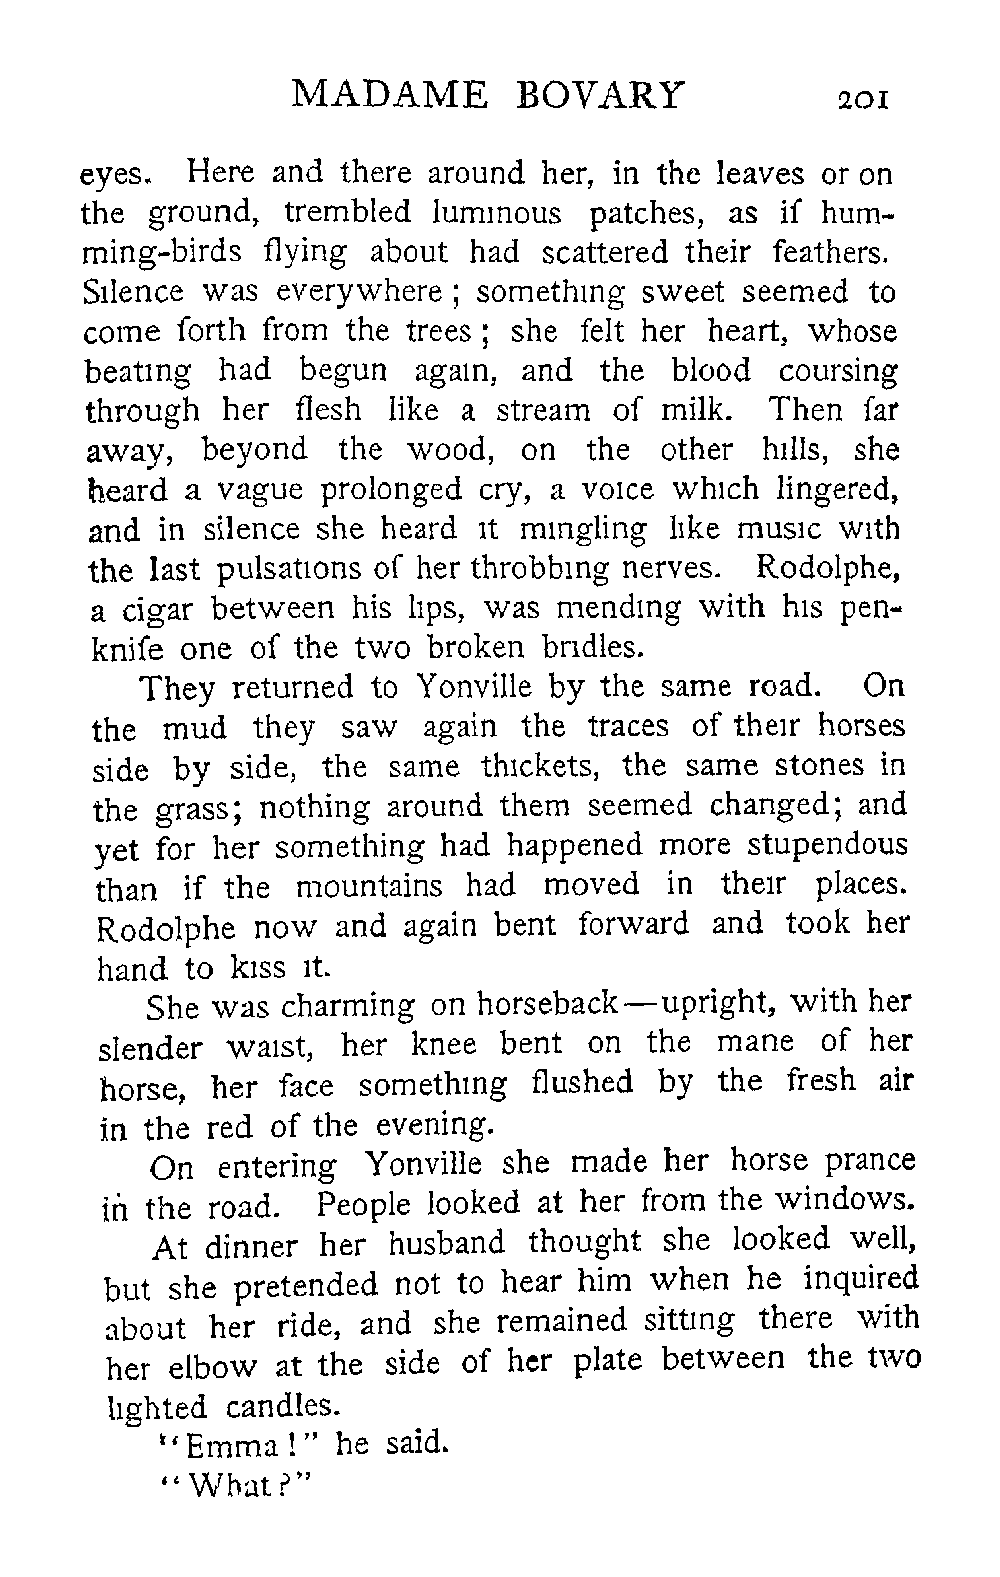 MADAME BOVARY 201
eyes. Here and there around her, in the leaves or on
the ground, trembled luminous patches, as if hum-
ming-birds flying about had scattered their feathers.
Silence was everywhere; something sweet seemed to
come forth from the trees; she felt her heart, whose
beating had begun again, and the blood coursing
through her flesh like a stream of milk. Then far
away, beyond the wood, on the other hills, she
heard a vague prolonged cry, a voice which lingered,
and in silence she heard it mingling like music with
the last pulsations of her throbbing nerves. Rodolphe,
a cigar between his lips, was mending with his pen-
knife one of the two broken bridles.
They returned to Yonville by the same road. On
the mud they saw again the traces of their horses
side by side, the same thickets, the same stones in
the grass; nothing around them seemed changed; and
yet for her something had happened more stupendous
than if the mountains had moved in their places.
Rodolphe now and again bent forward and took her
hand to kiss it.
She was charming on horseback—upright, with her
slender waist, her knee bent on the mane of her
horse, her face something flushed by the fresh air
in the red of the evening.
On entering Yonville she made her horse prance
in the road. People looked at her from the windows.
At dinner her husband thought she looked well,
but she pretended not to hear him when he inquired
about her ride, and she remained sitting there with
her elbow at the side of her plate between the two
lighted candles.
"Emma!" he said.
"What?"